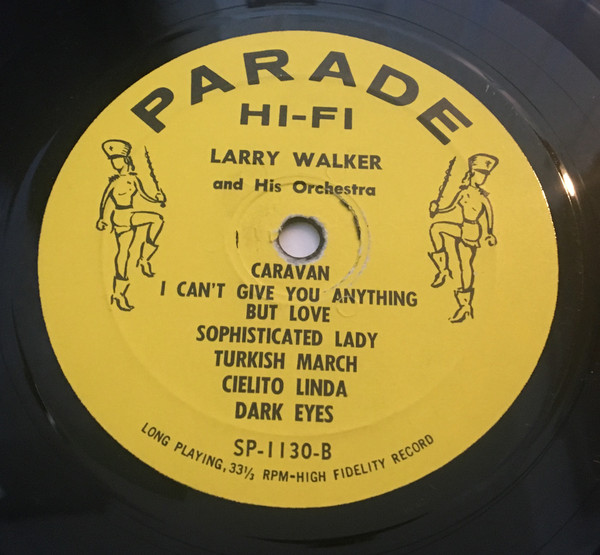 PARADE
HI-FI
LARRY WALKER
and His Orchestra
CARAVAN
I CAN'T GIVE YOU ANYTHING
BUT LOVE
SOPHISTICATED LADY
TURKISH MARCH
CIELITO LINDA
DARK EYES
SP-1130-B
LONG PLAYING, 33⅓ RPM-HIGH FIDELITY RECORD